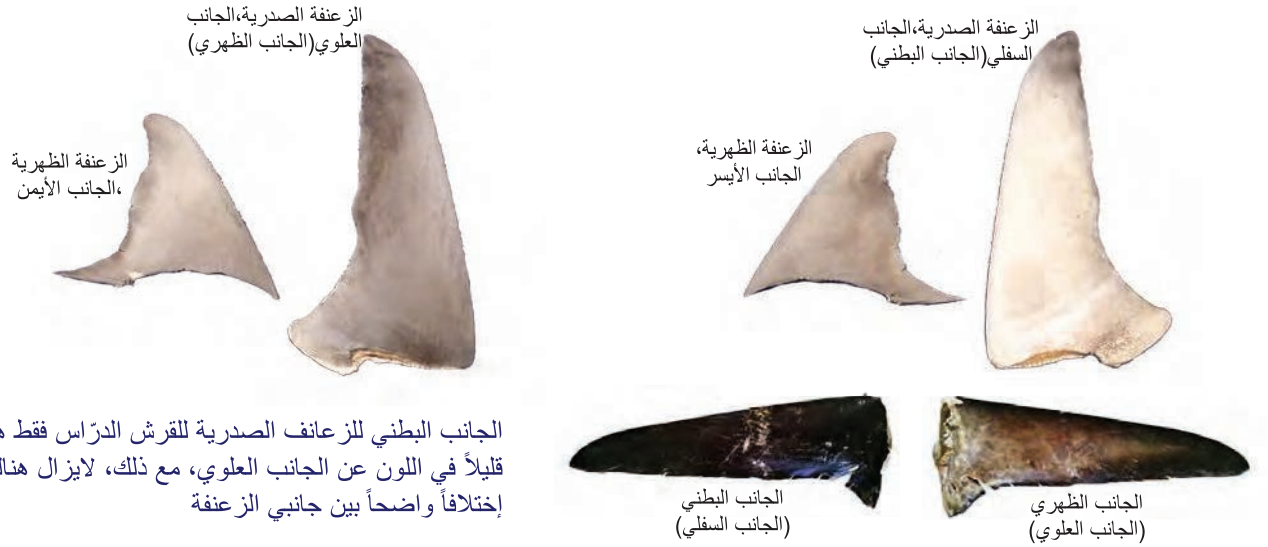 الزعنفة الصدرية،الجانب
العلوي(الجانب الظهري)
الزعنفة الصدرية،الجانب
السفلي(الجانب البطني)
الزعنفة الظهرية
،الجانب الأيمن
الزعنفة الظهرية،
الجانب الأيسر
الجانب البطني للزعانف الصدرية للقرش الدرّاس فقط
قليلاً في اللون عن الجانب العلوي، مع ذلك، لايزال
إختلافاً واضحاً بين جانبي الزعنفة
الجانب البطني
(الجانب السفلي)
الجانب الظهري
(الجانب العلوي)